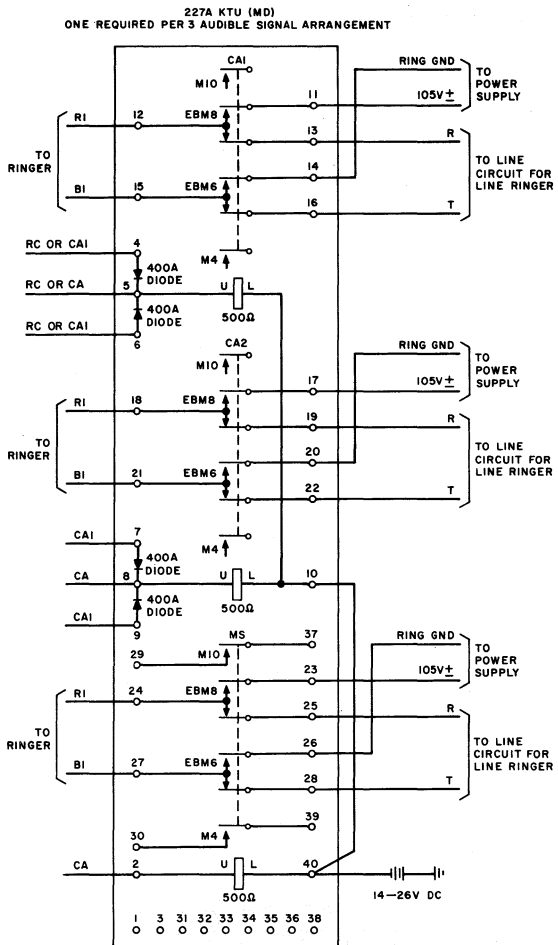 227A KTU (MD)
ONE REQUIRED PER 3 AUDIBLE SIGNAL ARRANGEMENT
CA1
M10
RING GND
TO
POWER
SUPPLY
11
105V±
R1
12
EBM8
13
R
TO
RINGER
14
TO LINE
CIRCUIT FOR
LINE RINGER
B1
15
EBM6
16
T
RC OR CA1
4
M4
400A
DIODE
RC OR CA
5
U
L
400A
DIODE
500Ω
RC OR CA1
6
CA2
M10
RING GND
TO
POWER
SUPPLY
17
105V±
R1
18
EBM8
19
R
TO
RINGER
20
TO LINE
CIRCUIT FOR
LINE RINGER
B1
21
EBM6
22
T
CA1
7
M4
400A
DIODE
CA
8
U
L
10
400A
DIODE
500Ω
CA1
9
MS
37
29
M10
RING GND
TO
POWER
SUPPLY
23
105V±
R1
24
EBM8
25
R
TO
RINGER
26
TO LINE
CIRCUIT FOR
LINE RINGER
B1
27
EBM6
28
T
39
30
M4
CA
2
U
L
40
500Ω
14—26V DC
1 3 31 32 33 34 35 36 38